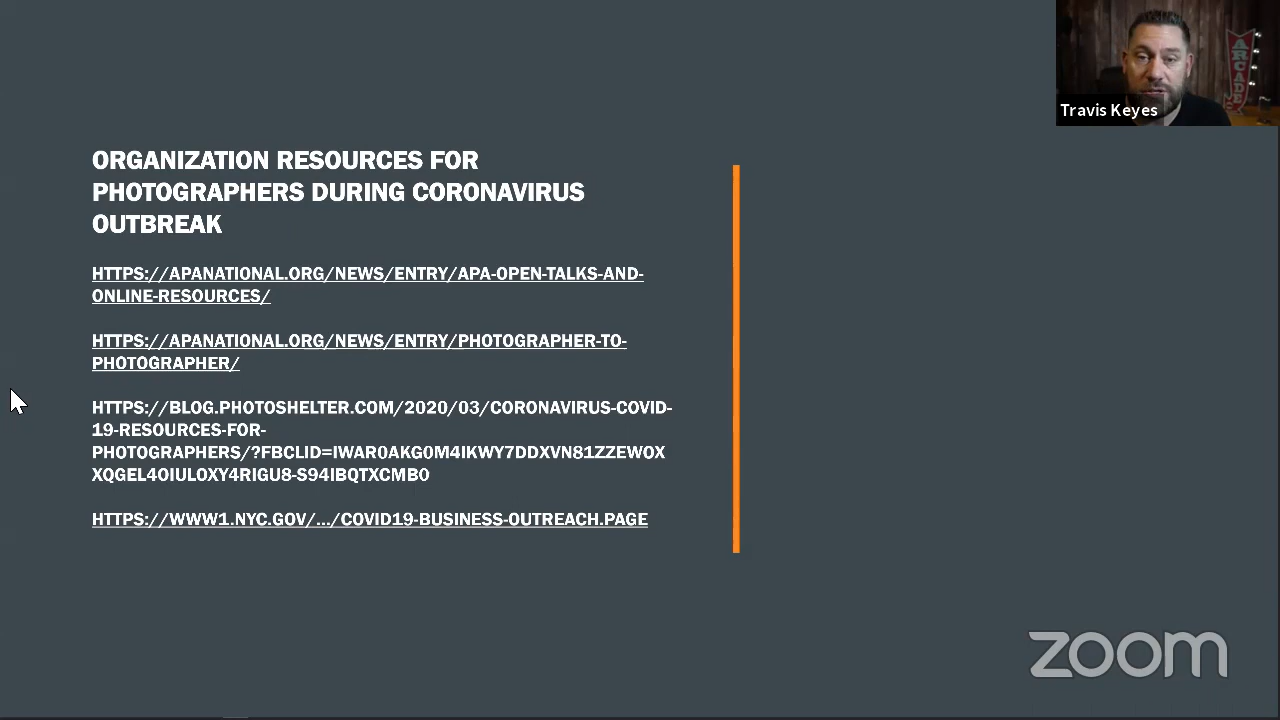 ORGANIZATION RESOURCES FOR
PHOTOGRAPHERS DURING CORONAVIRUS
OUTBREAK
HTTPS://APANATIONAL.ORG/NEWS/ENTRY/APA-OPEN-TALKS-AND-
ONLINE-RESOURCES/
HTTPS://APANATIONAL.ORG/NEWS/ENTRY/PHOTOGRAPHER-TO-
PHOTOGRAPHER/
HTTPS://BLOG.PHOTOSHELTER.COM/2020/03/CORONAVIRUS-COVID-
19-RESOURCES-FOR-
PHOTOGRAPHERS/?FBCLID=IWAR0AKG0M4IKWY7DDXVN81ZZEWOX
XQGEL4OIULOXY4RIGU8-S94IBQTXCMB0
HTTPS://WWW1.NYC.GOV/.../COVID19-BUSINESS-OUTREACH.PAGE
ARCADE
Travis Keyes
zoom